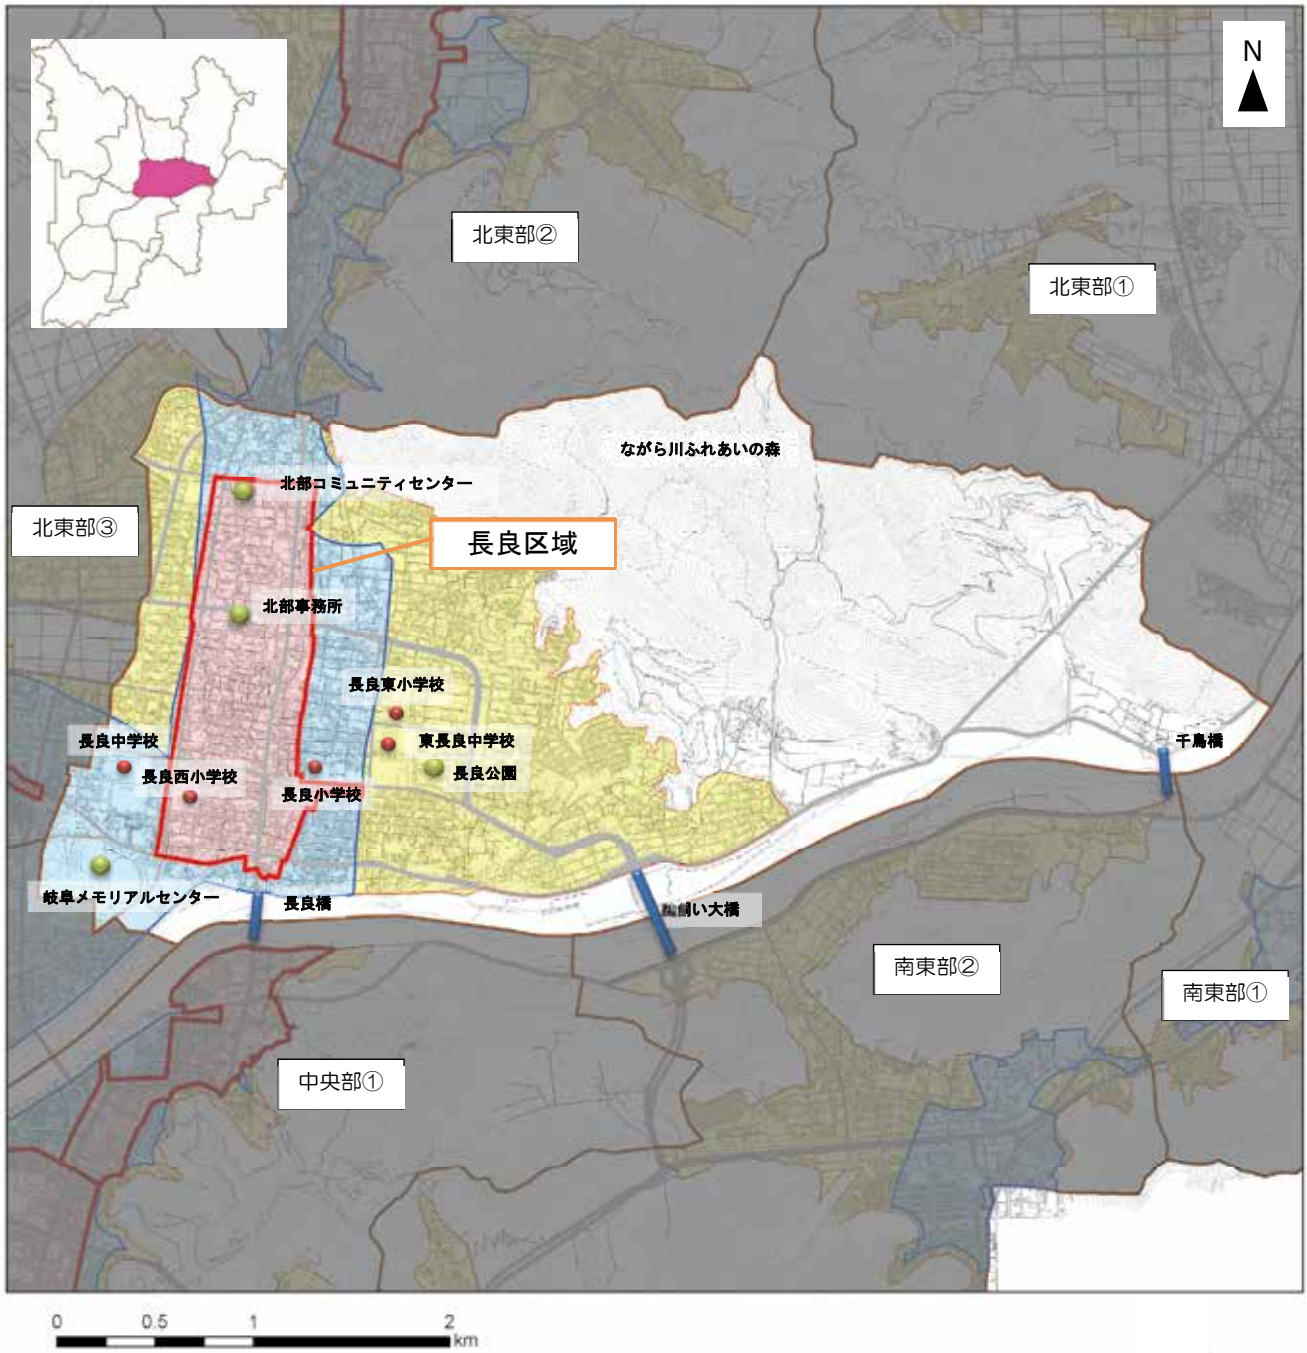 N
北東部②
北東部①
ながら川ふれあいの森
北部コミュニティセンター
北東部③
長良区域
北部事務所
長良東小学校
長良中学校
東長良中学校
千鳥橋
長良西小学校
長良公園
長良小学校
岐阜メモリアルセンター
長良橋
鵜飼い大橋
南東部②
南東部①
中央部①
0 0.5 1 2
km